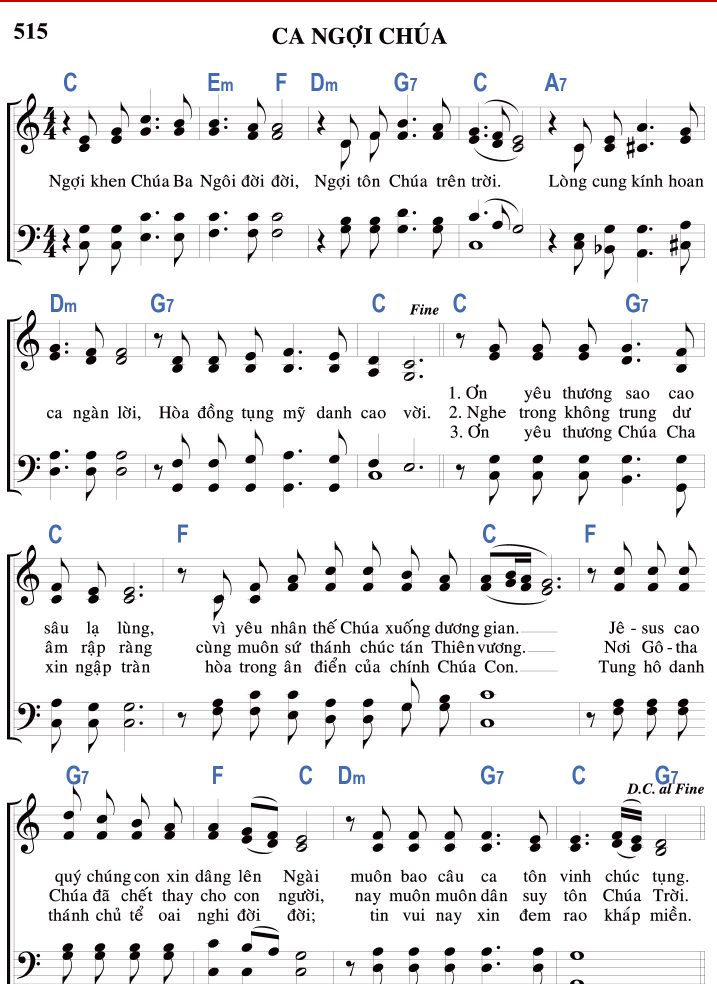 515
CA NGỢI CHÚA
C Em F Dm G7 C A7
4 4
Ngợi khen Chúa Ba Ngôi đời đời, Ngợi tôn Chúa trên trời. Lòng cung kính hoan
4 4
Dm G7 C Fine C G7
1. Ơn yêu thương sao cao
ca ngàn lời, Hòa đồng tụng mỹ danh cao vời. 2. Nghe trong không trung dư
3. Ơn yêu thương Chúa Cha
C F C F
sâu lạ lùng, vì yêu nhân thế Chúa xuống dương gian. Jê - sus cao
âm rập ràng cùng muôn sứ thánh chúc tán Thiên vương. Nơi Gô - tha
xin ngập tràn hòa trong ân điển của chính Chúa Con. Tung hô danh
G7 F C Dm G7 C G7
D.C. al Fine
quý chúng con xin dâng lên Ngài muôn bao câu ca tôn vinh chúc tụng.
Chúa đã chết thay cho con người, nay muôn muôn dân suy tôn Chúa Trời.
thánh chủ tể oai nghi đời đời; tin vui nay xin đem rao khắp miền.